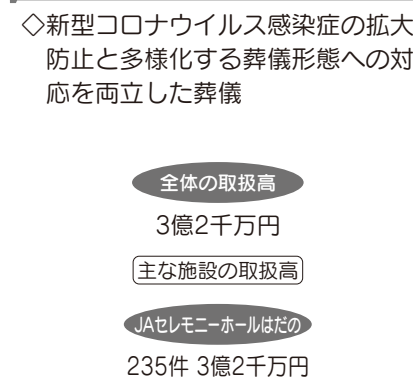 ◇新型コロナウイルス感染症の拡大
防止と多様化する葬儀形態への対
応を両立した葬儀
全体の取扱高
3億2千万円
主な施設の取扱高
JAセレモニーホールはだの
235件 3億2千万円